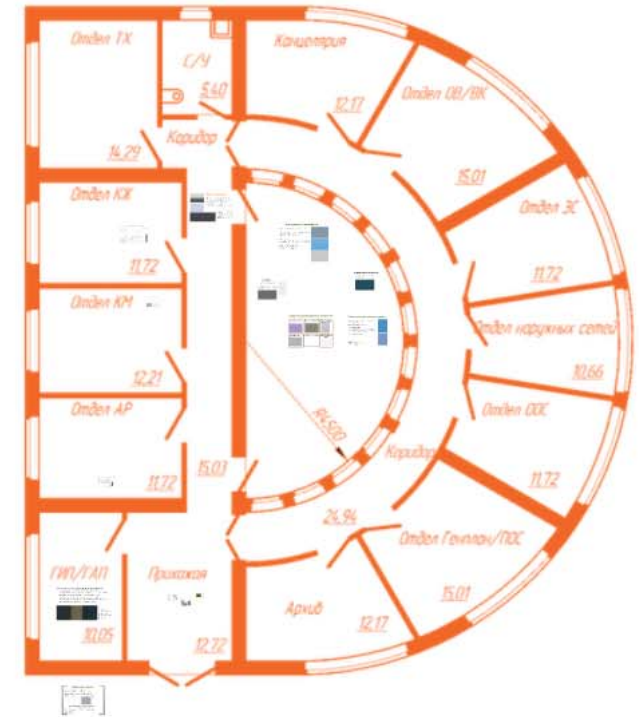 Отдел ТХ
14.29
С/У
5.40
Канцелярия
12.17
Отдел ОВ/ВК
15.01
Коридор
Отдел КЖ
11.72
Отдел ЭС
11.72
Отдел КМ
12.21
Отдел наружных сетей
10.66
Отдел АР
11.72
15.03
R4500
Отдел ООС
11.72
Коридор
24.94
ГИП/ГАП
10.05
Прихожая
12.72
Архив
12.17
Отдел Генплан/ПОС
15.01